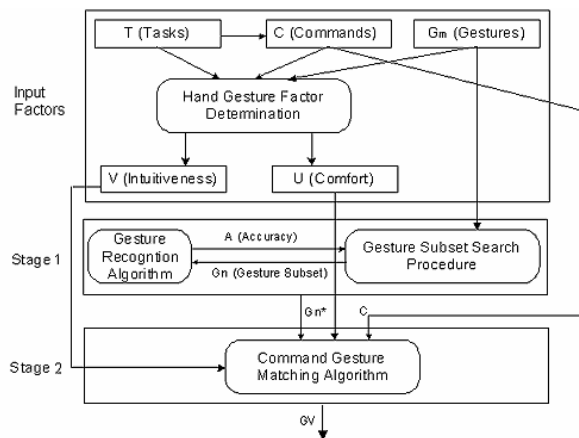 T (Tasks)
C (Commands)
Gm (Gestures)
Input
Factors
Hand Gesture Factor
Determination
V (Intuitiveness)
U (Comfort)
Stage 1
Gesture
Recogntion
Algorithm
A (Accuracy)
Gn (Gesture Subset)
Gesture Subset Search
Procedure
Gn*
C
Stage 2
Command Gesture
Matching Algorithm
GV